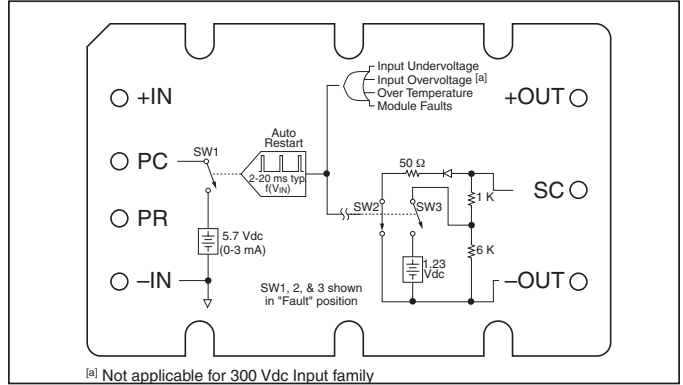 Input Undervoltage
Input Overvoltage [a]
Over Temperature
Module Faults
+IN
+OUT
Auto
Restart
SW1
PC
2-20 ms typ
f(VIN)
50 Ω
SC
1 K
SW2
SW3
PR
5.7 Vdc
(0-3 mA)
6 K
1.23
Vdc
–IN
–OUT
SW1, 2, & 3 shown
in "Fault" position
[a] Not applicable for 300 Vdc Input family